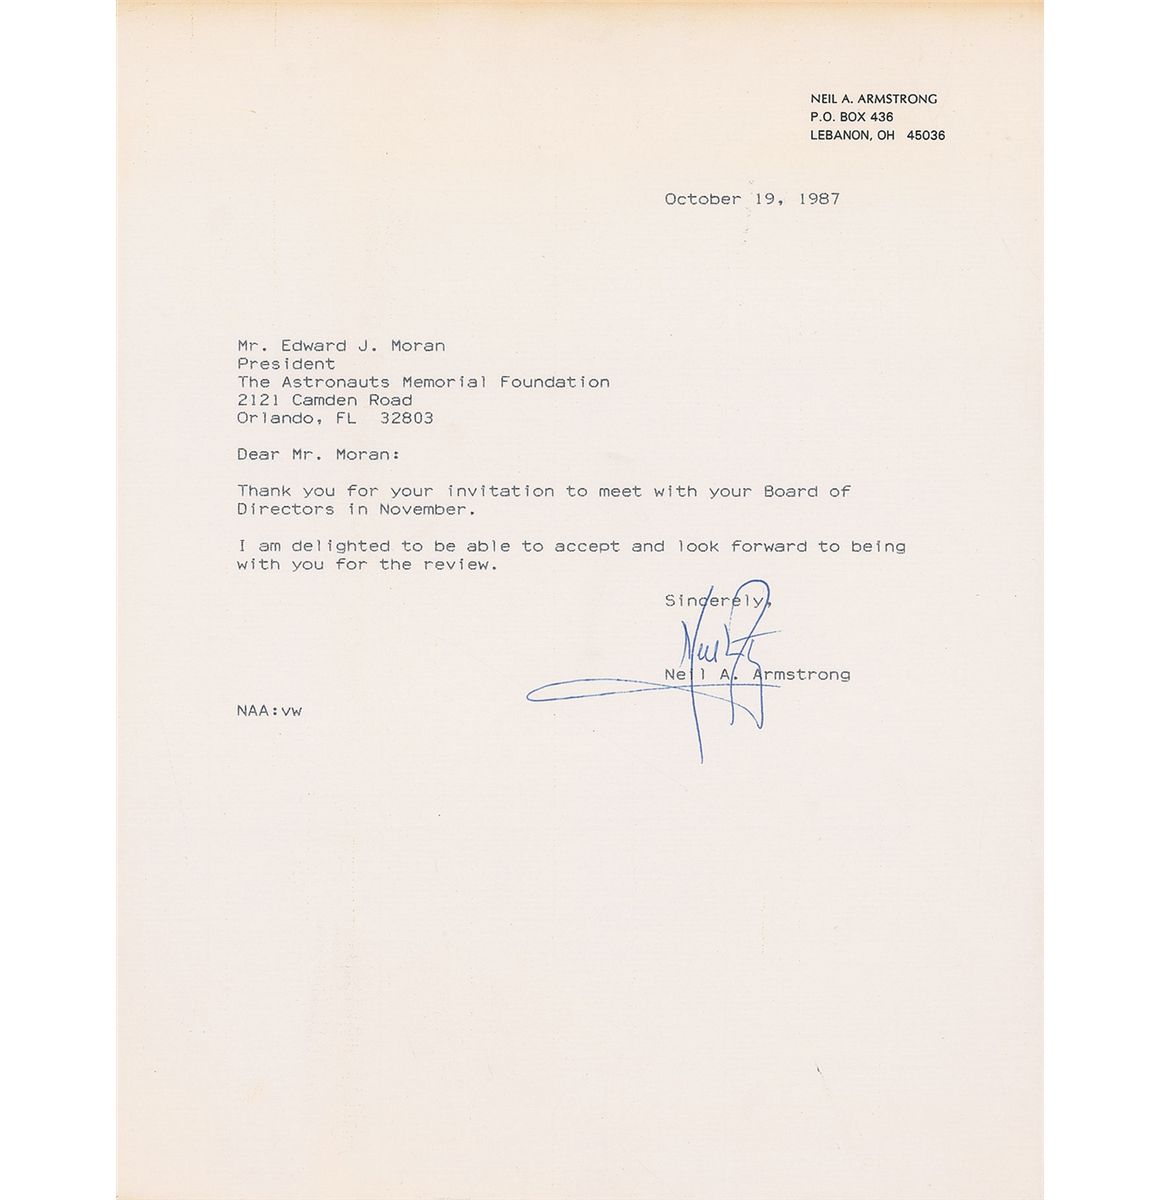 NEIL A. ARMSTRONG
P.O. BOX 436
LEBANON, OH 45036
October 19, 1987
Mr. Edward J. Moran
President
The Astronauts Memorial Foundation
2121 Camden Road
Orlando, FL 32803
Dear Mr. Moran:
Thank you for your invitation to meet with your Board of
Directors in November.
I am delighted to be able to accept and look forward to being
with you for the review.
Sincerely,
Neil
Neil A. Armstrong
NAA:vw